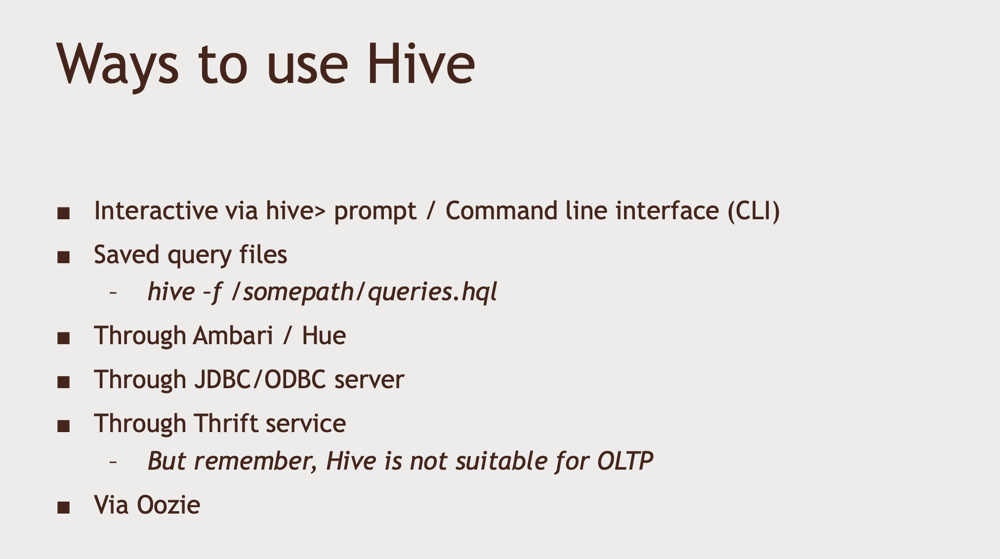 Ways to use Hive
■ Interactive via hive> prompt / Command line interface (CLI)
■ Saved query files
– hive –f /somepath/queries.hql
■ Through Ambari / Hue
■ Through JDBC/ODBC server
■ Through Thrift service
– But remember, Hive is not suitable for OLTP
■ Via Oozie